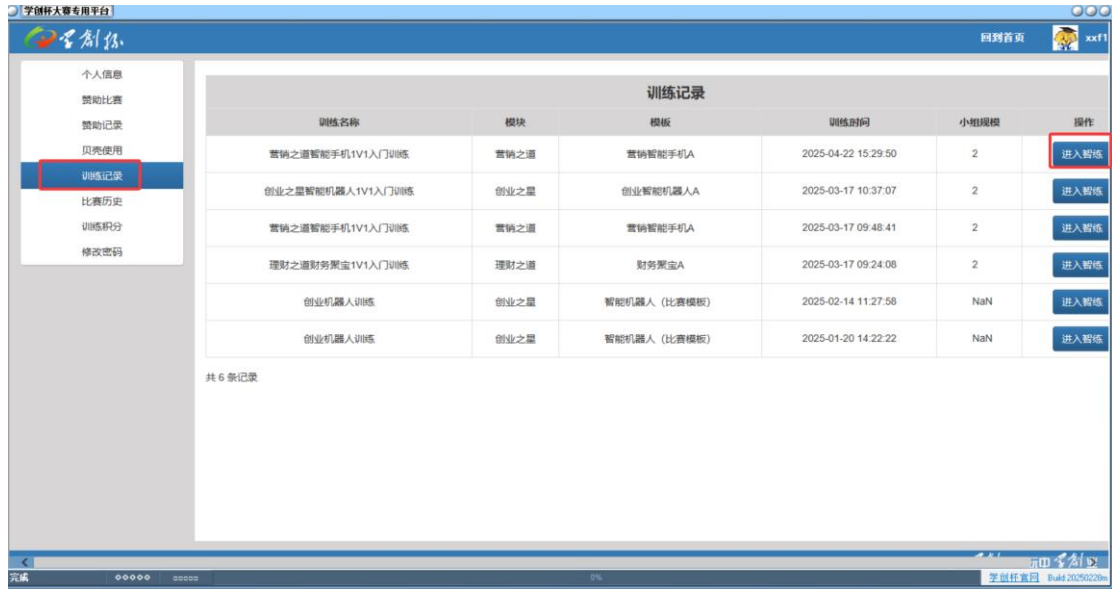 学创杯大赛专用平台
学创杯
回到首页
xxf1
个人信息
赞助比赛
赞助记录
贝壳使用
训练记录
比赛历史
训练积分
修改密码
训练记录
训练名称 模块 模板 训练时间 小组规模 操作
营销之道智能手机1V1入门训练 营销之道 营销智能手机A 2025-04-22 15:29:50 2 进入智练
创业之星智能机器人1V1入门训练 创业之星 创业智能机器人A 2025-03-17 10:37:07 2 进入智练
营销之道智能手机1V1入门训练 营销之道 营销智能手机A 2025-03-17 09:48:41 2 进入智练
理财之道财务聚宝1V1入门训练 理财之道 财务聚宝A 2025-03-17 09:24:08 2 进入智练
创业机器人训练 创业之星 智能机器人（比赛模板） 2025-02-14 11:27:58 NaN 进入智练
创业机器人训练 创业之星 智能机器人（比赛模板） 2025-01-20 14:22:22 NaN 进入智练
共 6 条记录
完成 0%
学创杯官网 Build:20250228m